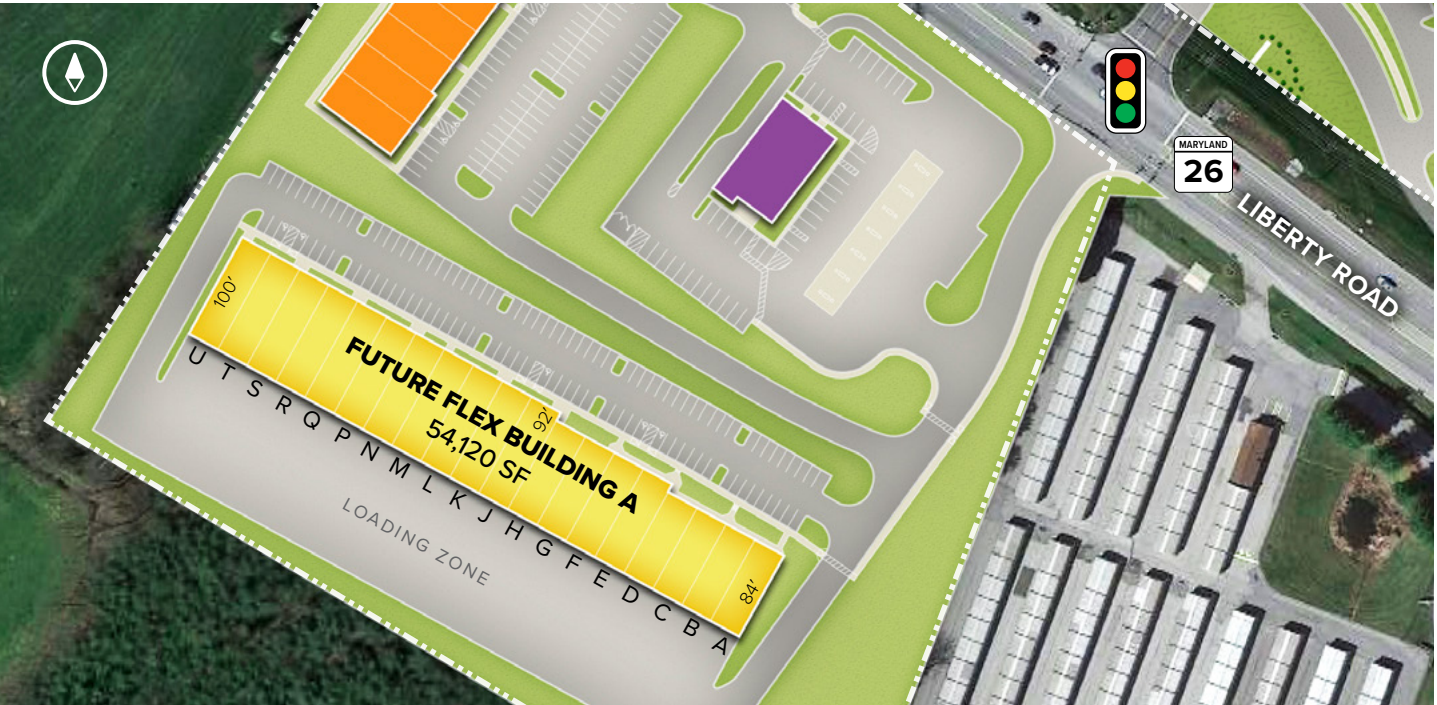 MARYLAND
26
LIBERTY ROAD
100'
FUTURE FLEX BUILDING A
92'
54,120 SF
84'
U T S R Q P N M L K J H G F E D C B A
LOADING ZONE